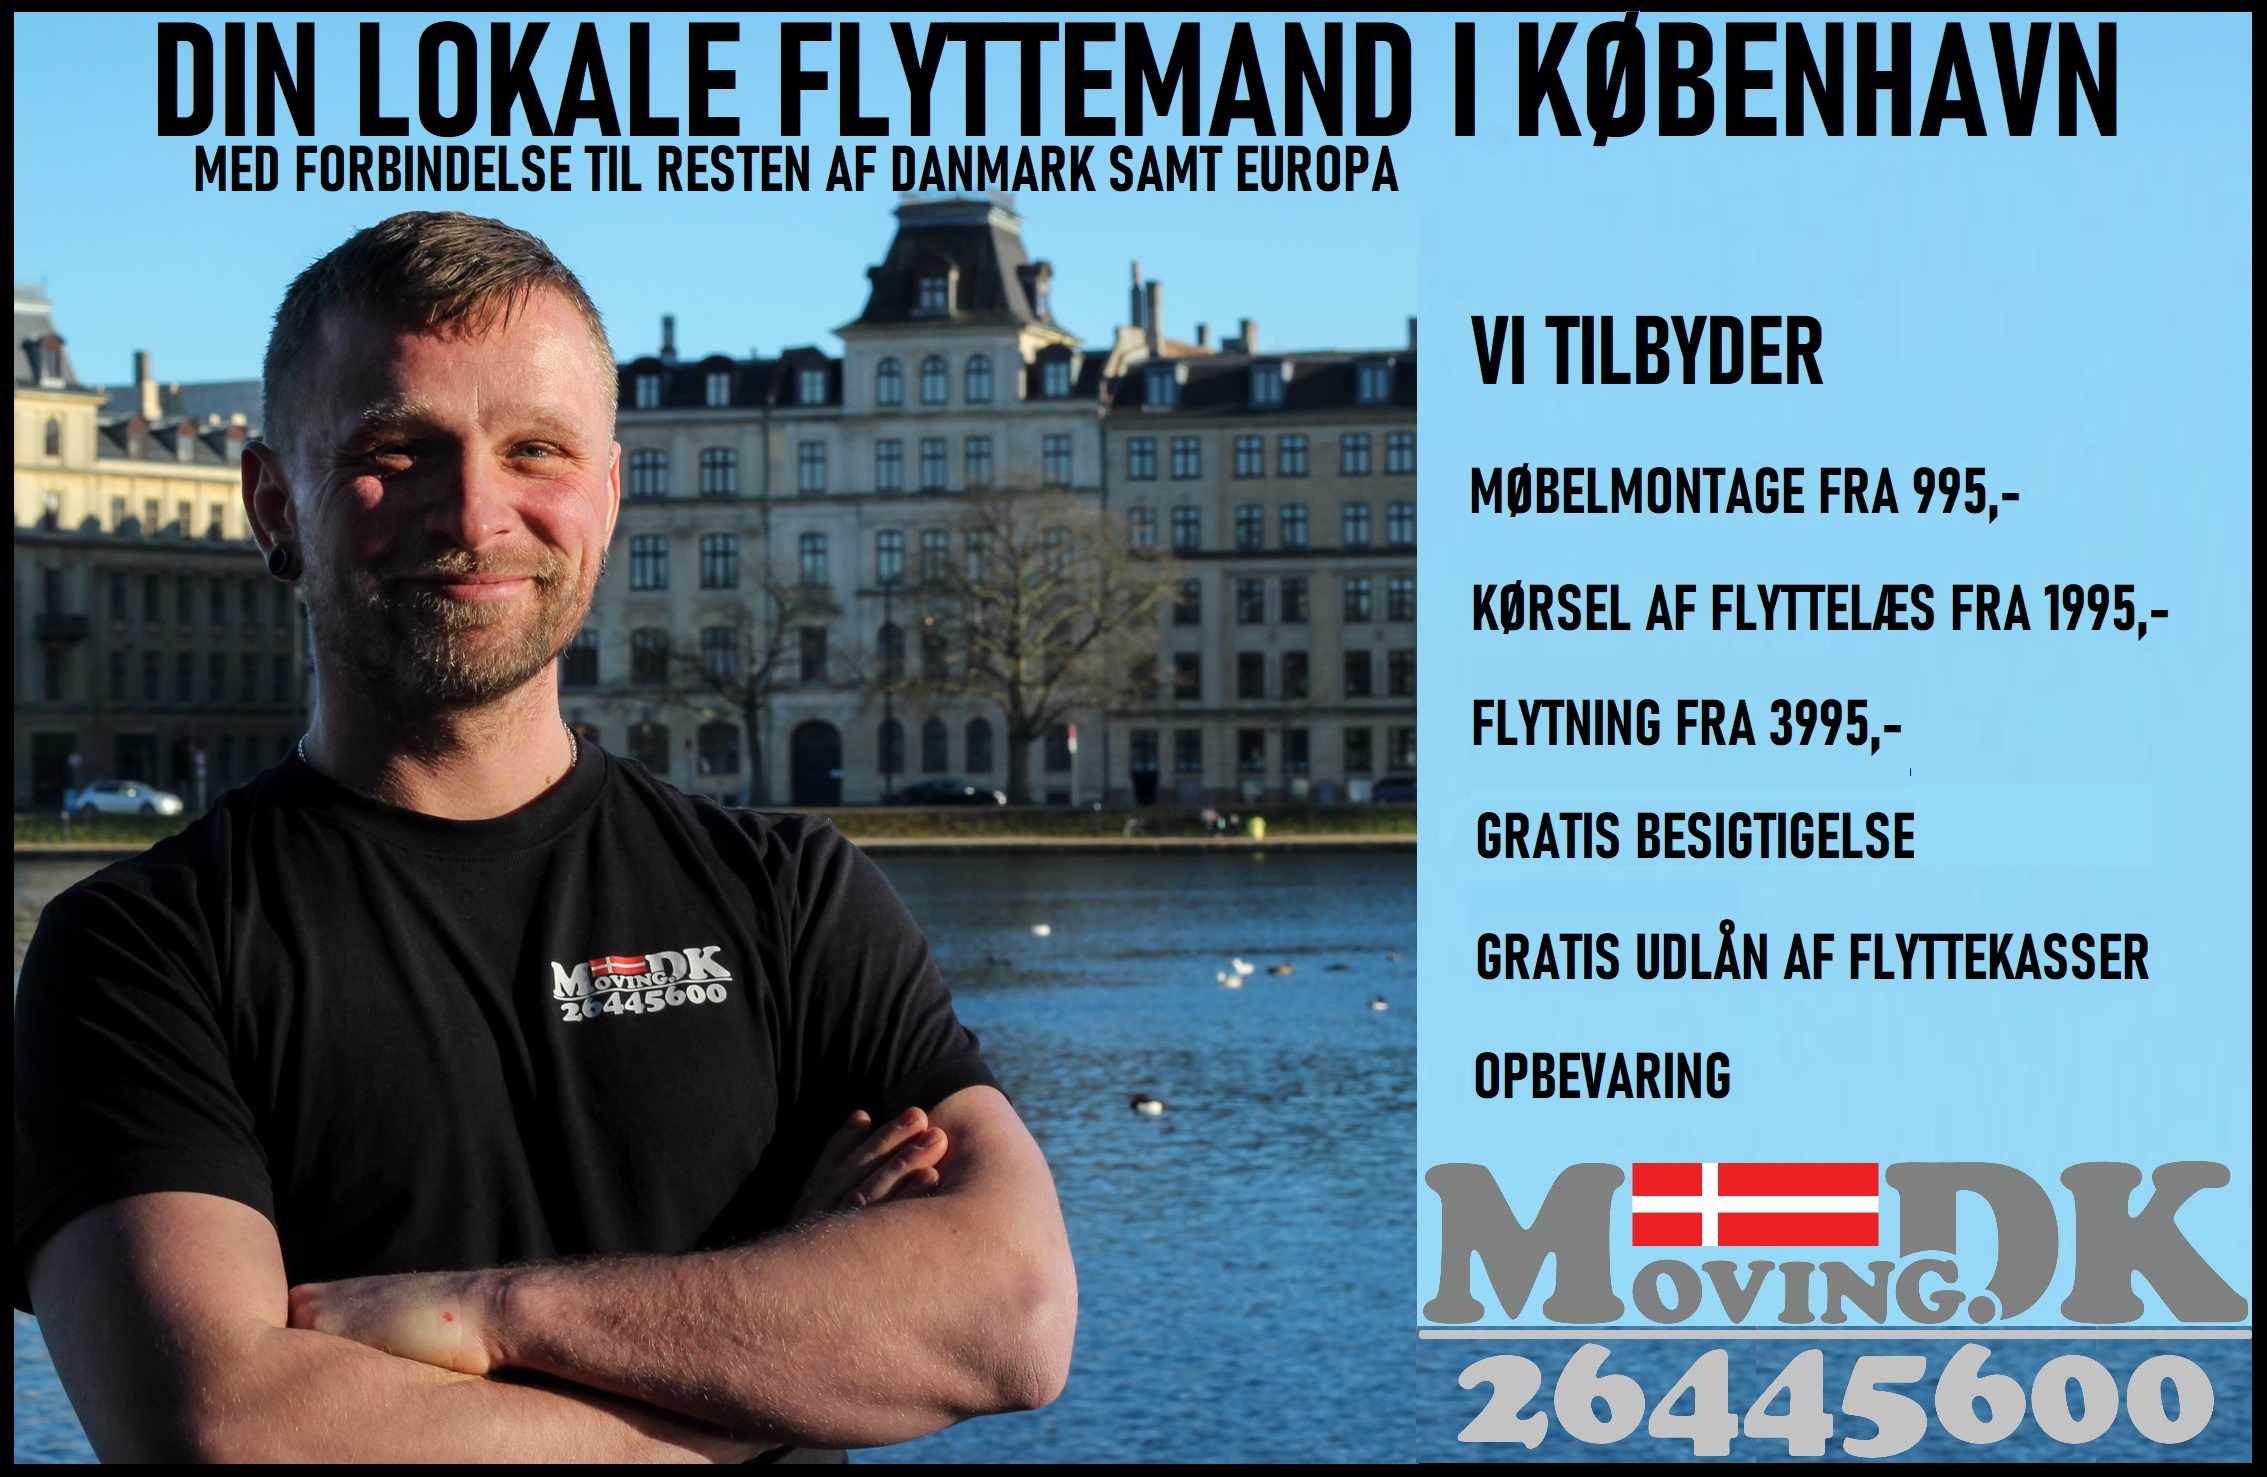 DIN LOKALE FLYTTEMAND I KØBENHAVN
MED FORBINDELSE TIL RESTEN AF DANMARK SAMT EUROPA
VI TILBYDER
MØBELMONTAGE FRA 995,-
KØRSEL AF FLYTTELÆS FRA 1995,-
FLYTNING FRA 3995,-
GRATIS BESIGTIGELSE
GRATIS UDLÅN AF FLYTTEKASSER
OPBEVARING
MOVING.DK
26445600
MOVING.DK
26445600